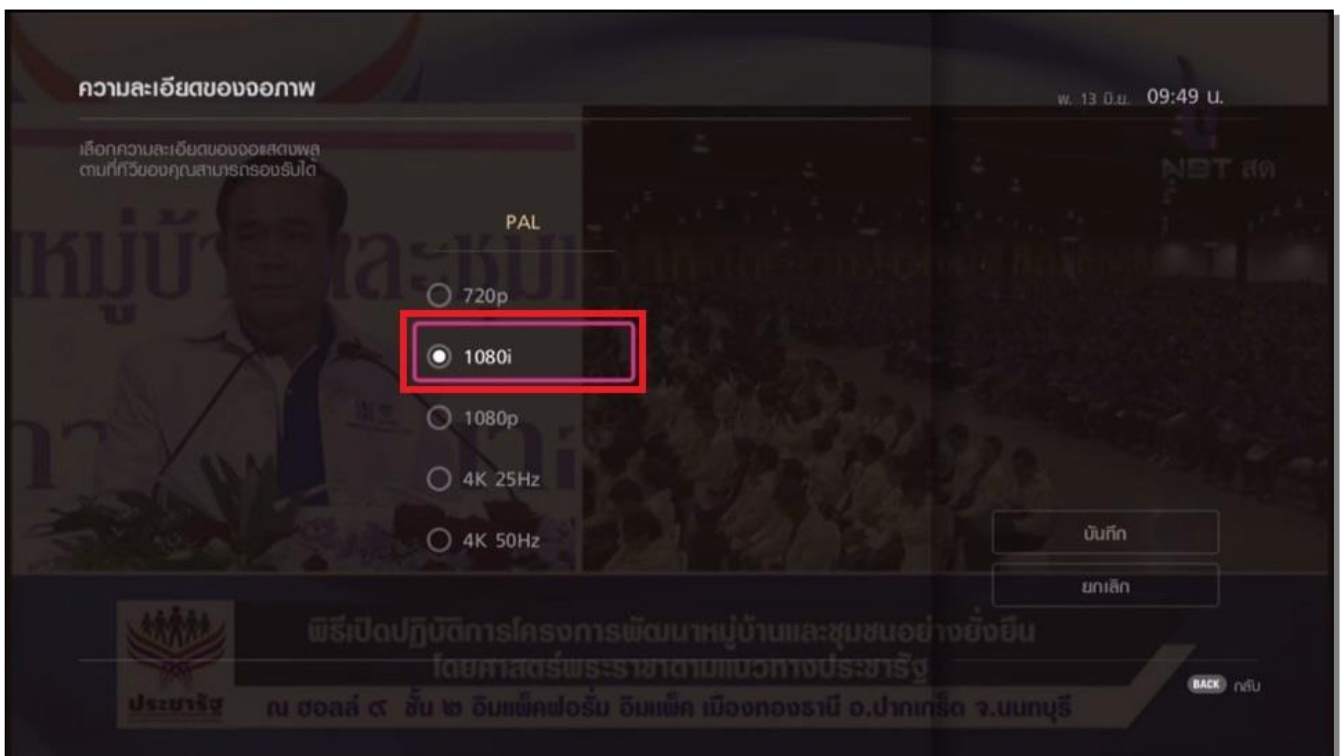 ความละเอียดของจอภาพ
พ. 13 มิ.ย. 09:49 น.
เลือกความละเอียดของจอแสดงผล
ตามที่ทีวีของคุณสามารถรองรับได้
NBT สด
PAL
720p
1080i
1080p
4K 25Hz
4K 50Hz
บันทึก
ยกเลิก
พิธีเปิดปฏิบัติการโครงการพัฒนาหมู่บ้านและชุมชนอย่างยั่งยืน
โดยศาสตร์พระราชาตามแนวทางประชารัฐ
BACK กลับ
ประชารัฐ
ณ ฮอลล์ ๙ ชั้น ๒ อิมแพ็คฟอรั่ม อิมแพ็ค เมืองทองธานี อ.ปากเกร็ด จ.นนทบุรี